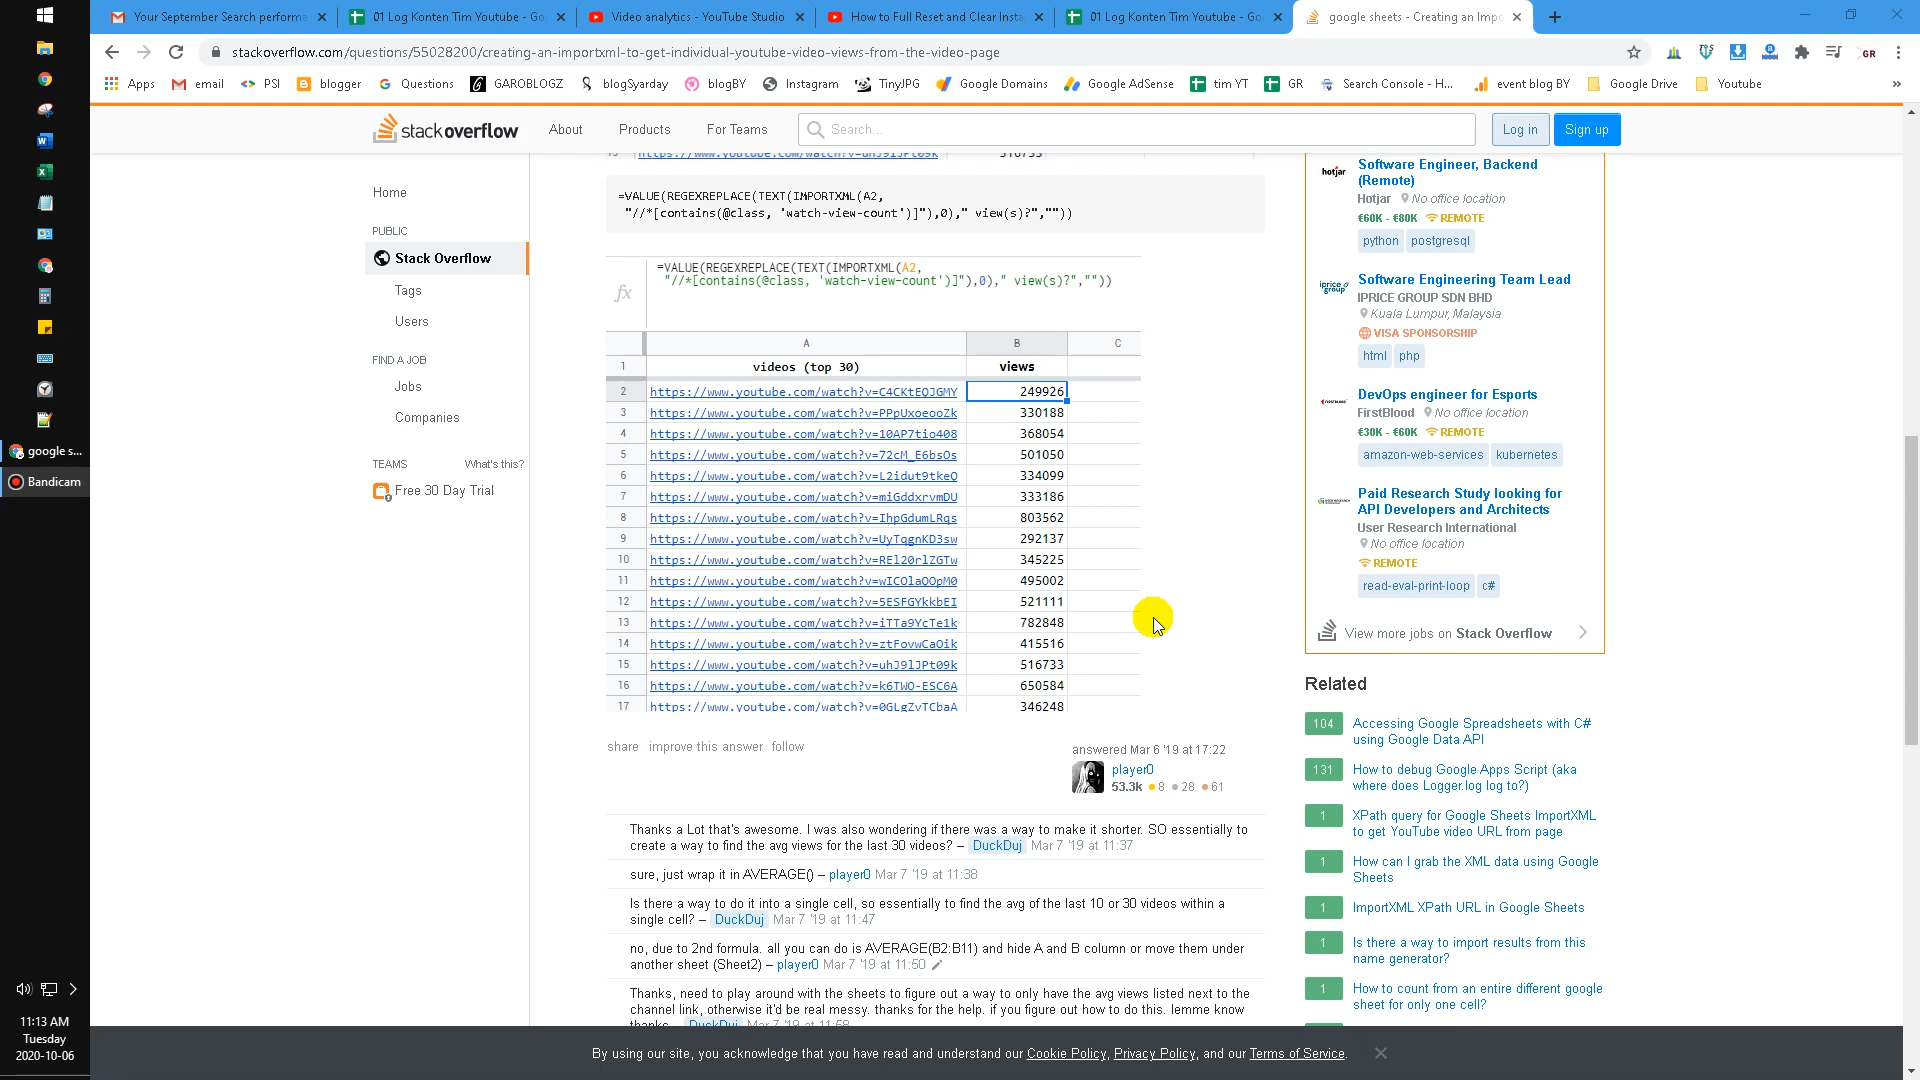 Your September Search performa
01 Log Konten Tim Youtube - Go
Video analytics - YouTube Studio
How to Full Reset and Clear Insta
01 Log Konten Tim Youtube - Go
google sheets - Creating an Impo
stackoverflow.com/questions/55028200/creating-an-importxml-to-get-individual-youtube-video-views-from-the-video-page
Apps
email
PSI
blogger
Questions
GAROBLOGZ
blogSyarday
blogBY
Instagram
TinyJPG
Google Domains
Google AdSense
tim YT
GR
Search Console - H...
event blog BY
Google Drive
Youtube
»
stackoverflow
About
Products
For Teams
Search...
Log in
Sign up
Home
PUBLIC
Stack Overflow
Tags
Users
FIND A JOB
Jobs
Companies
TEAMS
What's this?
Free 30 Day Trial
15 https://www.youtube.com/watch?v=uhJ9lJPt09k 516733
=VALUE(REGEXREPLACE(TEXT(IMPORTXML(A2,
"//*[contains(@class, 'watch-view-count')]"),0)," view(s)?",""))
fx
=VALUE(REGEXREPLACE(TEXT(IMPORTXML(A2,
"//*[contains(@class, 'watch-view-count')]"),0)," view(s)?",""))
A B C
1 videos (top 30) views
2 https://www.youtube.com/watch?v=C4CKtEQJGMY 249926
3 https://www.youtube.com/watch?v=PPpUxoeooZk 330188
4 https://www.youtube.com/watch?v=10AP7tio408 368054
5 https://www.youtube.com/watch?v=72cM_E6bsOs 501050
6 https://www.youtube.com/watch?v=L2idut9tkeQ 334099
7 https://www.youtube.com/watch?v=miGddxrvmDU 333186
8 https://www.youtube.com/watch?v=IhpGdumLRqs 803562
9 https://www.youtube.com/watch?v=UyTqgnKD3sw 292137
10 https://www.youtube.com/watch?v=REl20rlZGTw 345225
11 https://www.youtube.com/watch?v=wICOlaQOpM0 495002
12 https://www.youtube.com/watch?v=5ESFGYkkbEI 521111
13 https://www.youtube.com/watch?v=iTTa9YcTe1k 782848
14 https://www.youtube.com/watch?v=ztFovwCaOik 415516
15 https://www.youtube.com/watch?v=uhJ9lJPt09k 516733
16 https://www.youtube.com/watch?v=k6TWO-ESC6A 650584
17 https://www.youtube.com/watch?v=0GLgZvTCbaA 346248
share improve this answer follow
answered Mar 6 '19 at 17:22
player0
53.3k 8 28 61
Thanks a Lot that's awesome. I was also wondering if there was a way to make it shorter. SO essentially to
create a way to find the avg views for the last 30 videos? – DuckDuj Mar 7 '19 at 11:37
sure, just wrap it in AVERAGE() – player0 Mar 7 '19 at 11:38
Is there a way to do it into a single cell, so essentially to find the avg of the last 10 or 30 videos within a
single cell? – DuckDuj Mar 7 '19 at 11:47
no, due to 2nd formula. all you can do is AVERAGE(B2:B11) and hide A and B column or move them under
another sheet (Sheet2) – player0 Mar 7 '19 at 11:50
Thanks, need to play around with the sheets to figure out a way to only have the avg views listed next to the
channel link, otherwise it'd be real messy. thanks for the help. if you figure out how to do this. lemme know
thanks – DuckDuj Mar 7 '19 at 11:58
Software Engineer, Backend
(Remote)
hotjar
Hotjar No office location
€60K - €80K REMOTE
python postgresql
Software Engineering Team Lead
iprice group
IPRICE GROUP SDN BHD
Kuala Lumpur, Malaysia
VISA SPONSORSHIP
html php
DevOps engineer for Esports
FirstBlood No office location
€30K - €60K REMOTE
amazon-web-services kubernetes
Paid Research Study looking for
API Developers and Architects
User Research International
No office location
REMOTE
read-eval-print-loop c#
View more jobs on Stack Overflow
Related
104 Accessing Google Spreadsheets with C#
using Google Data API
131 How to debug Google Apps Script (aka
where does Logger.log log to?)
1 XPath query for Google Sheets ImportXML
to get YouTube video URL from page
1 How can I grab the XML data using Google
Sheets
1 ImportXML XPath URL in Google Sheets
1 Is there a way to import results from this
name generator?
1 How to count from an entire different google
sheet for only one cell?
By using our site, you acknowledge that you have read and understand our Cookie Policy, Privacy Policy, and our Terms of Service.
google s...
Bandicam
11:13 AM
Tuesday
2020-10-06